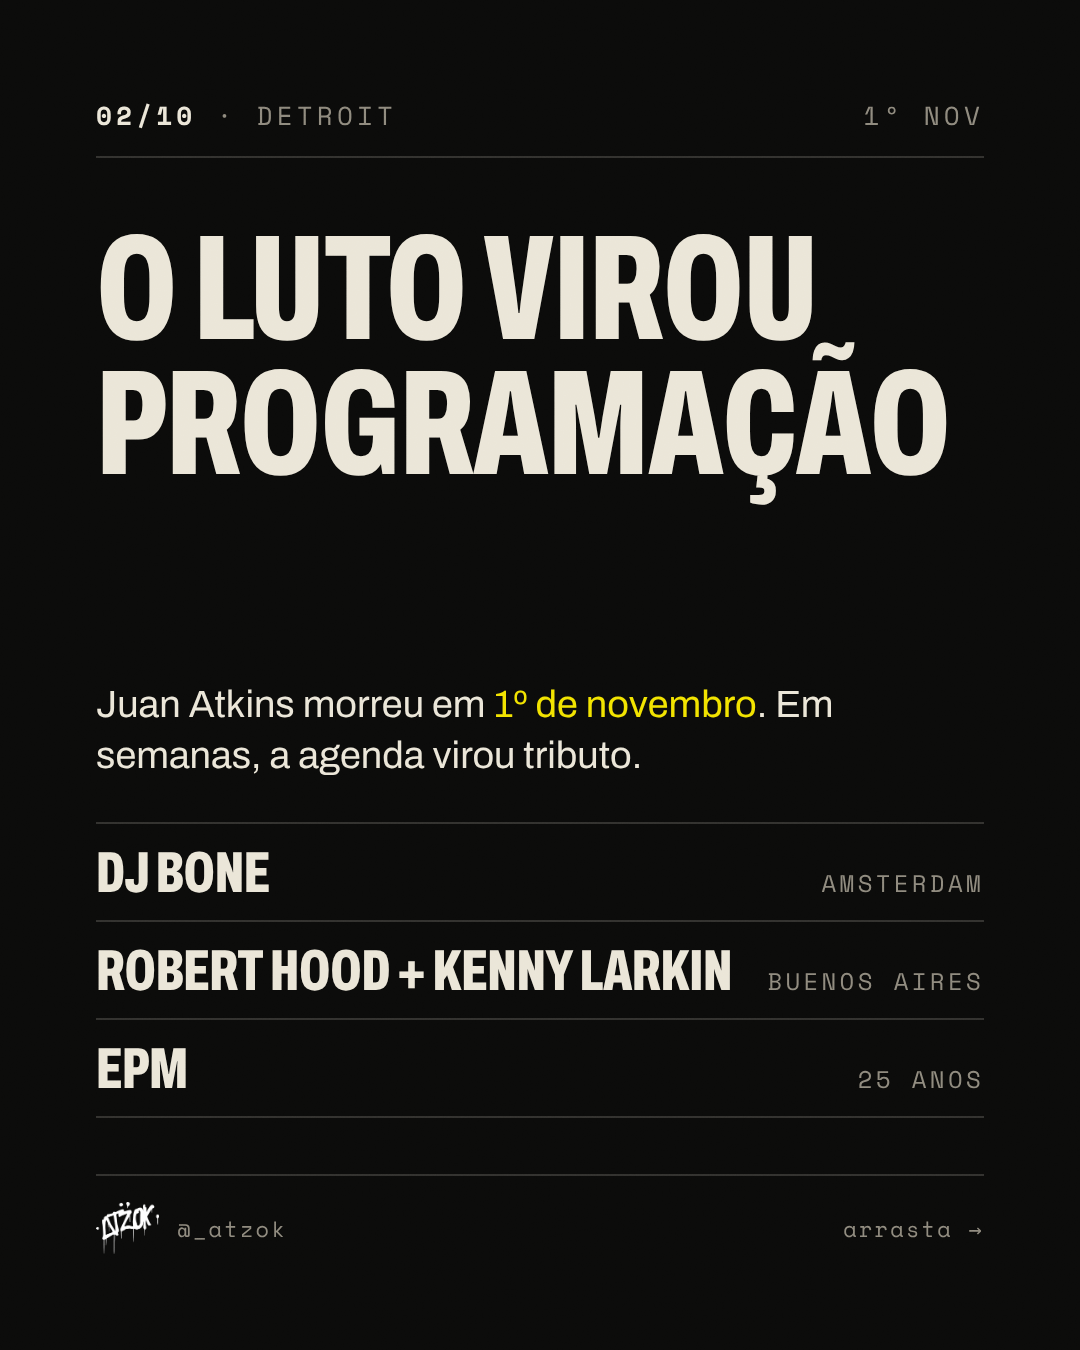 02/10 · DETROIT
1° NOV
O LUTO VIROU
PROGRAMAÇÃO
Juan Atkins morreu em 1º de novembro. Em
semanas, a agenda virou tributo.
DJ BONE
AMSTERDAM
ROBERT HOOD + KENNY LARKIN
BUENOS AIRES
EPM
25 ANOS
ATZOK
@_atzok
arrasta →